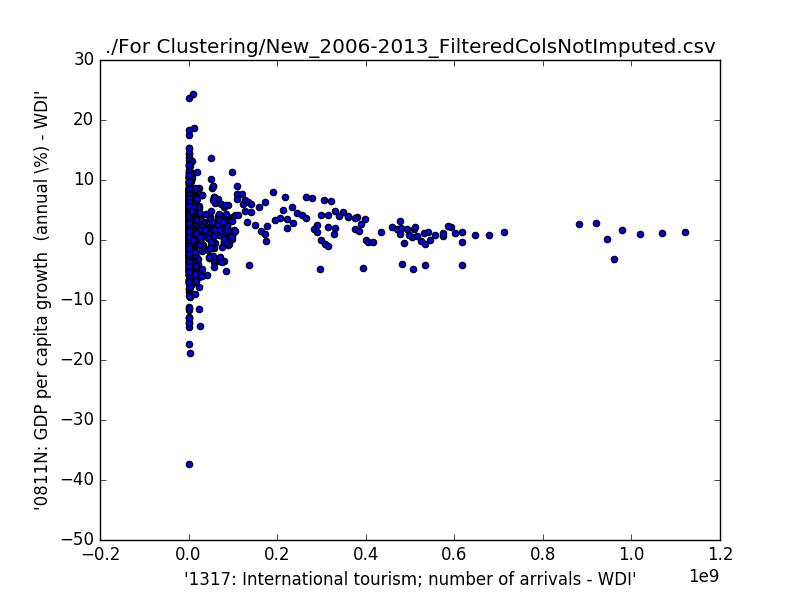 ./For Clustering/New_2006-2013_FilteredColsNotImputed.csv
'0811N: GDP per capita growth  (annual \%) - WDI'
30
20
10
0
−10
−20
−30
−40
−50
−0.2 0.0 0.2 0.4 0.6 0.8 1.0 1.2
1e9
'1317: International tourism; number of arrivals - WDI'